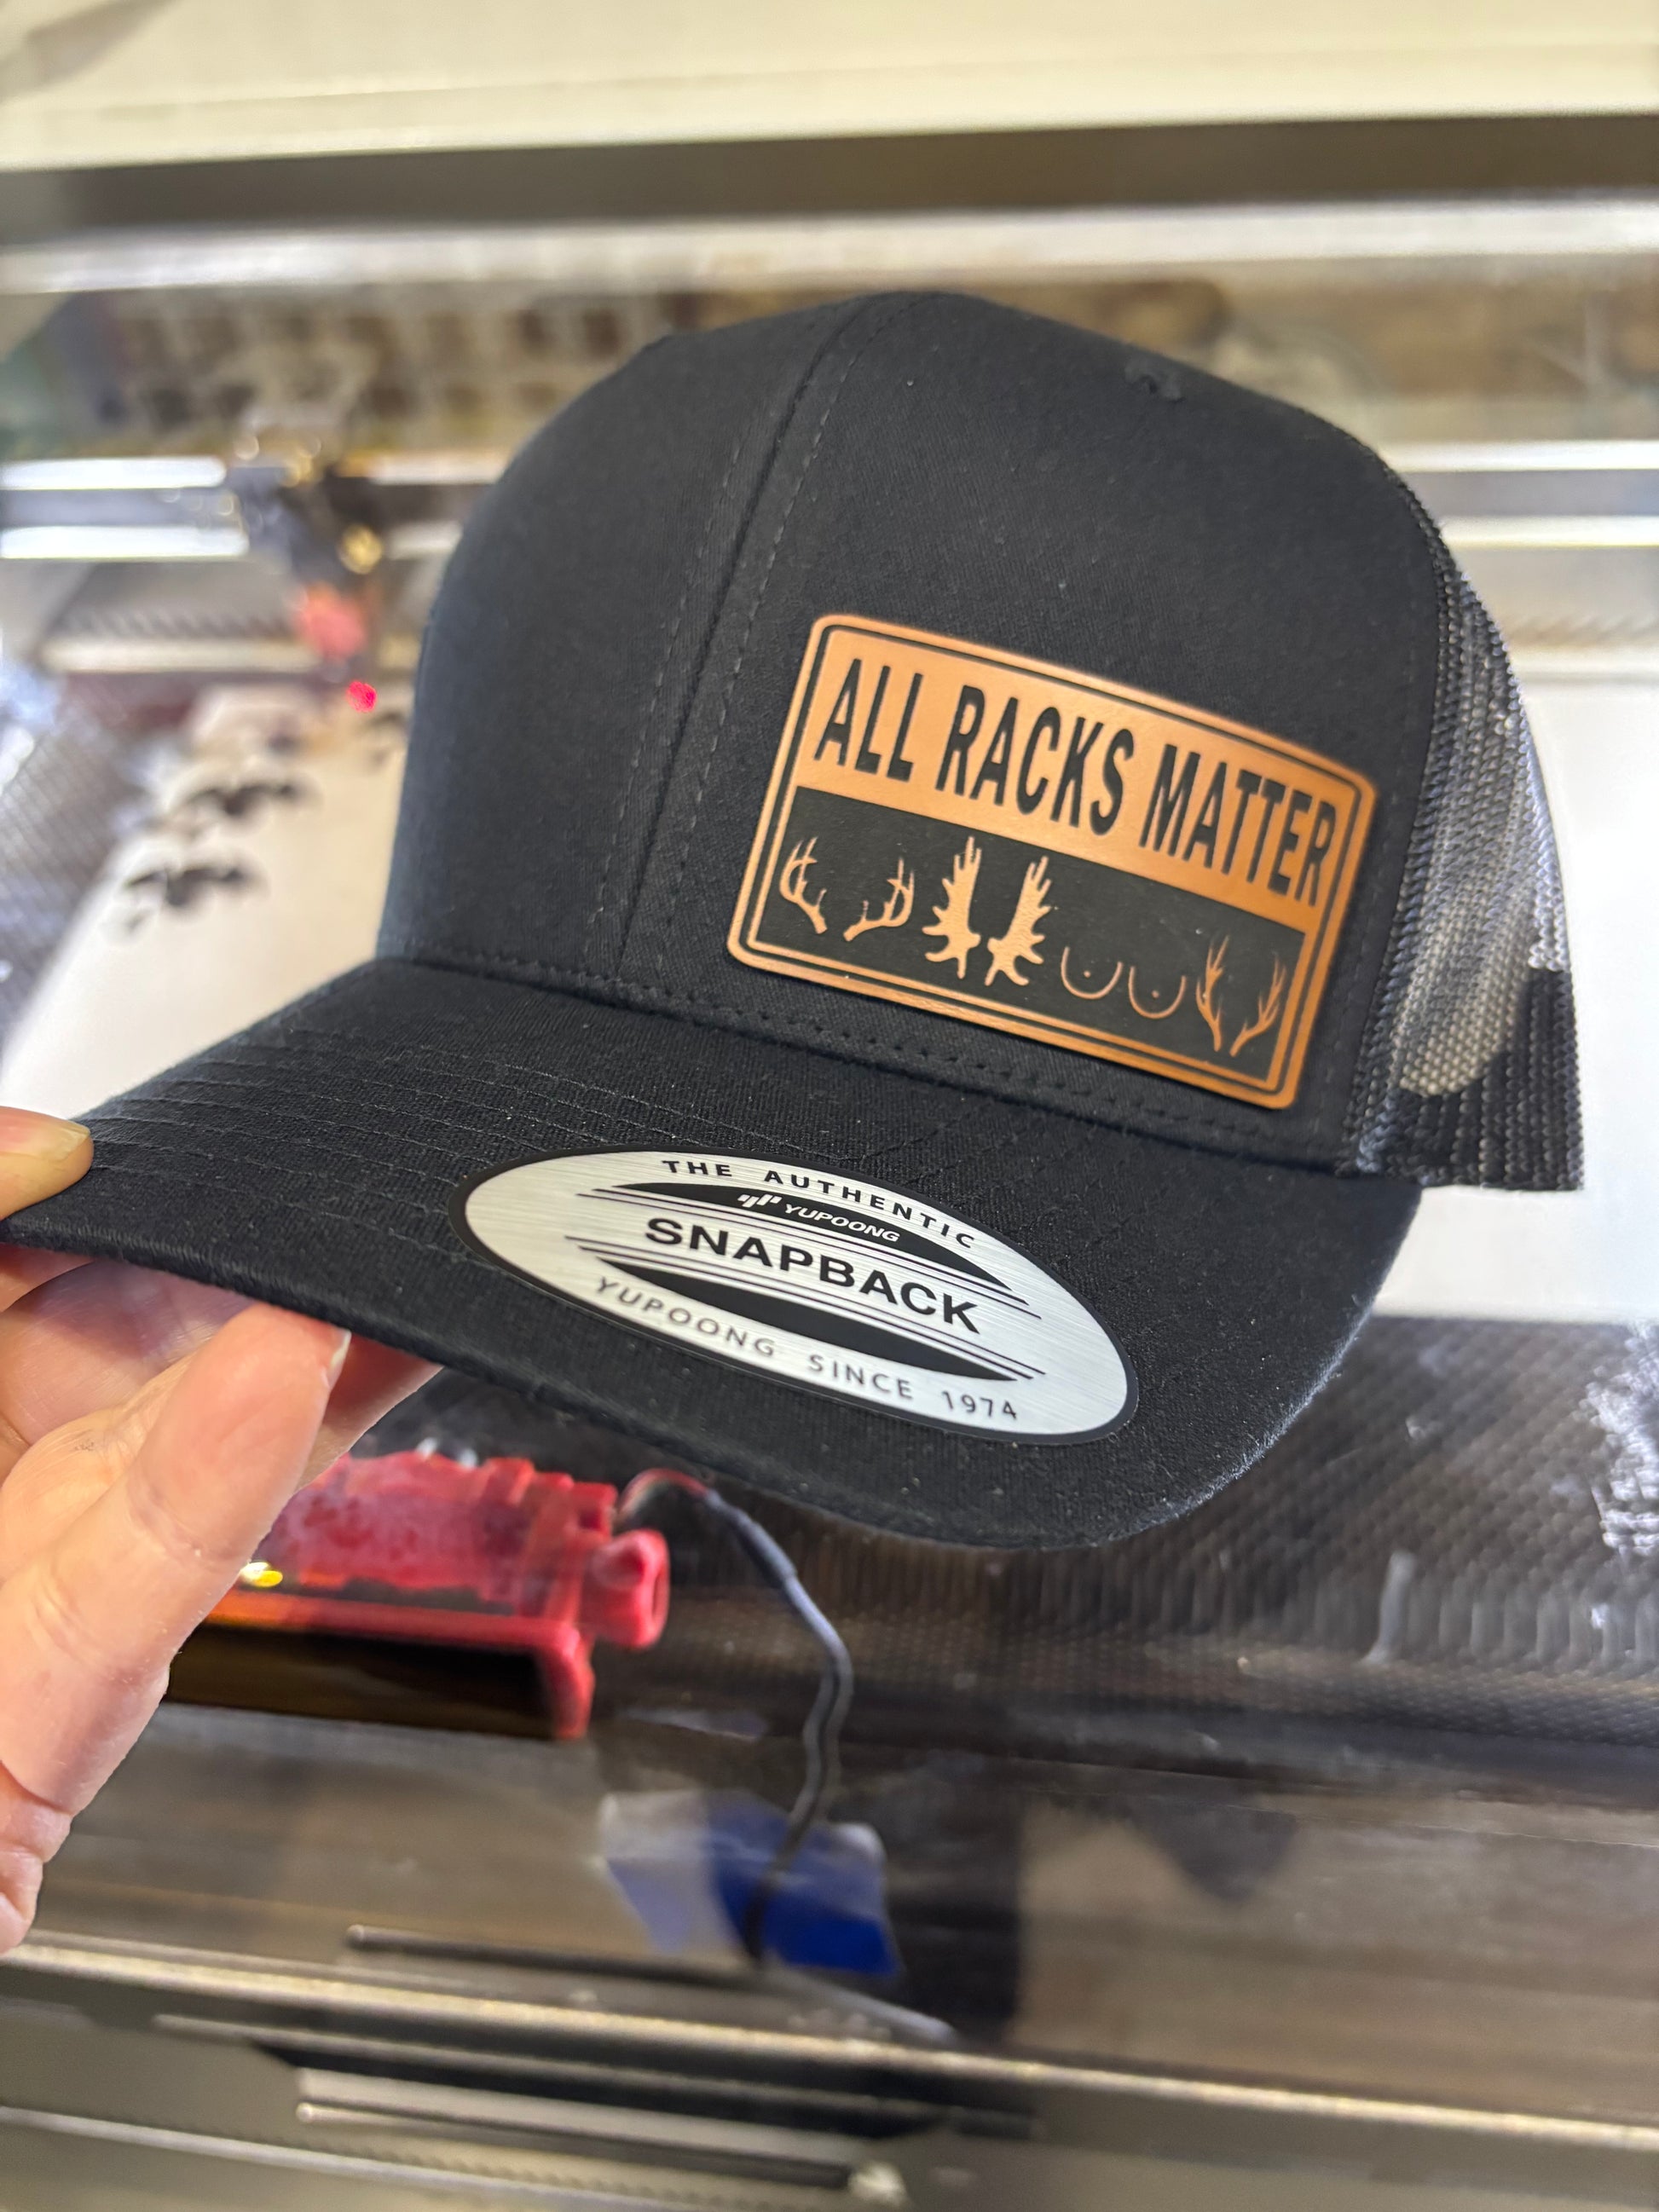 ALL RACKS MATTER
THE AUTHENTIC
YUPOONG
SNAPBACK
YUPOONG SINCE 1974